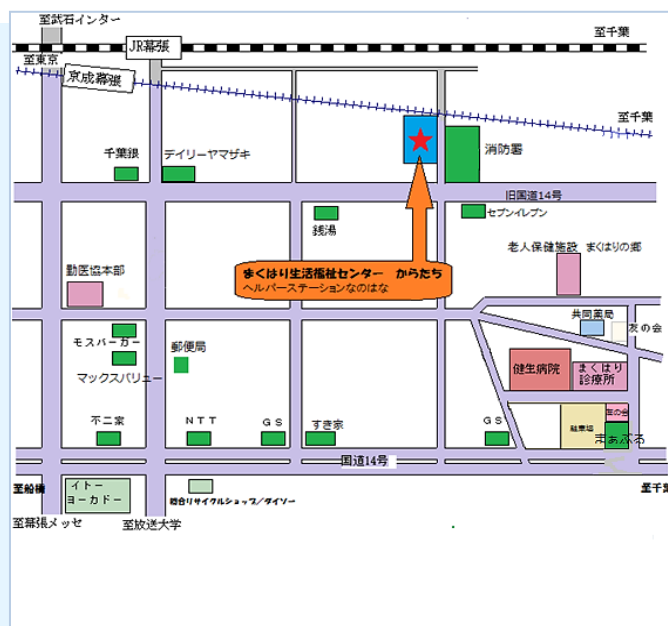 至武石インター
至千葉
JR幕張
至東京
京成幕張
至千葉
千葉銀
デイリーヤマザキ
消防署
旧国道14号
セブンイレブン
銭湯
老人保健施設 まくはりの郷
まくはり生活福祉センター からたち
ヘルパーステーションなのはな
勤医協本部
共同薬局
友の会
モスバーガー
郵便局
マックスバリュー
健生病院
まくはり
診療所
不二家
NTT
GS
すき家
GS
駐車場
友の会
まぁぶる
国道14号
至船橋
イトー
ヨーカドー
総合リサイクルショップ/ダイソー
至千葉
至幕張メッセ
至放送大学